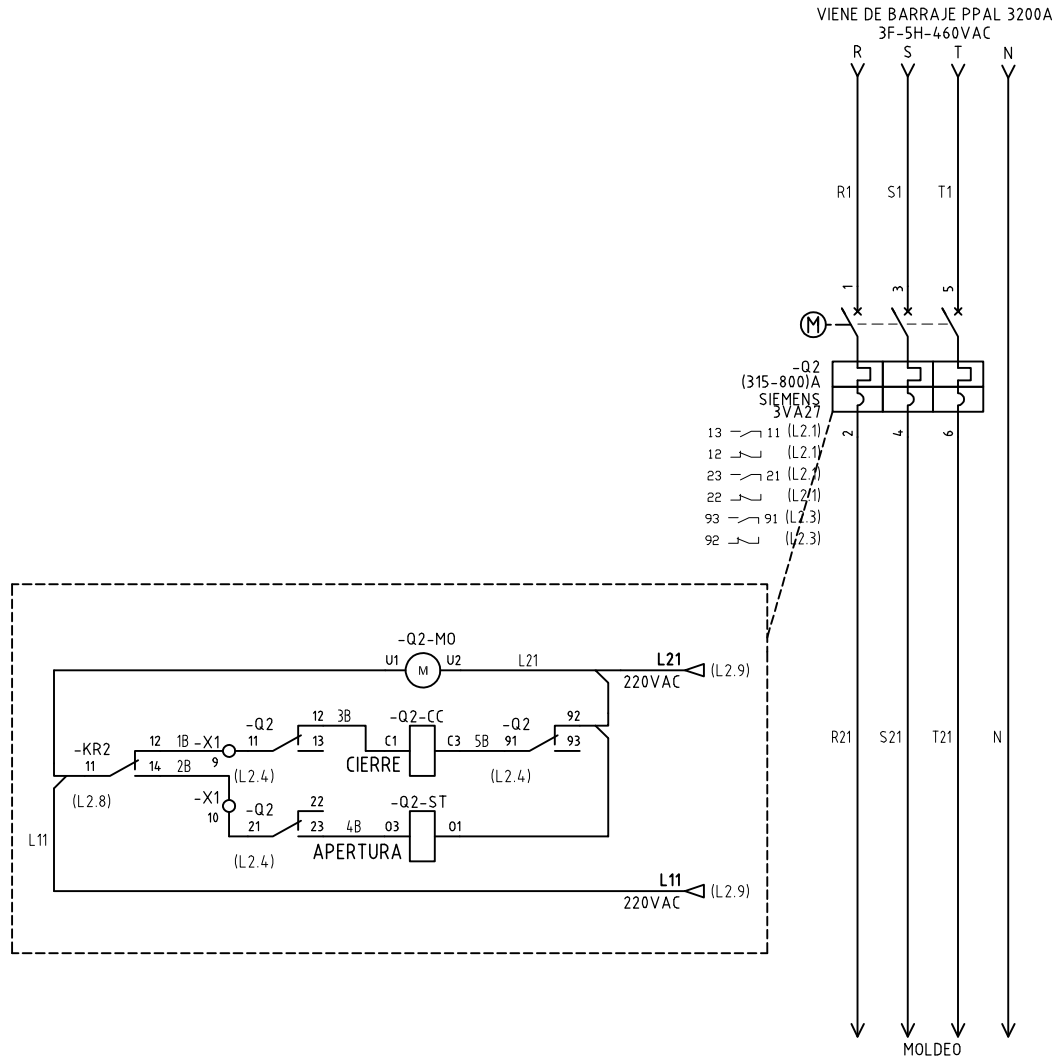 VIENE DE BARRAJE PPAL 3200A
3F-5H-460VAC
R S T N
R1 S1 T1
1 3 5
M
-Q2
(315-800)A
SIEMENS
3VA27
2 4 6
13 11 (L2.1)
12 (L2.1)
23 21 (L2.1)
22 (L2.1)
93 91 (L2.3)
92 (L2.3)
-Q2-MO
U1 M U2 L21 L21 (L2.9)
220VAC
12 3B -Q2-CC -Q2 92
-Q2
-KR2 12 1B -X1 11 13 C1 C3 5B 91 93
9
CIERRE
11 14 2B (L2.4) (L2.4)
(L2.8)
-X1 22 -Q2-ST
10 -Q2
21 23 4B O3 O1
L11
APERTURA
(L2.4)
L11 (L2.9)
220VAC
R21 S21 T21 N
MOLDEO